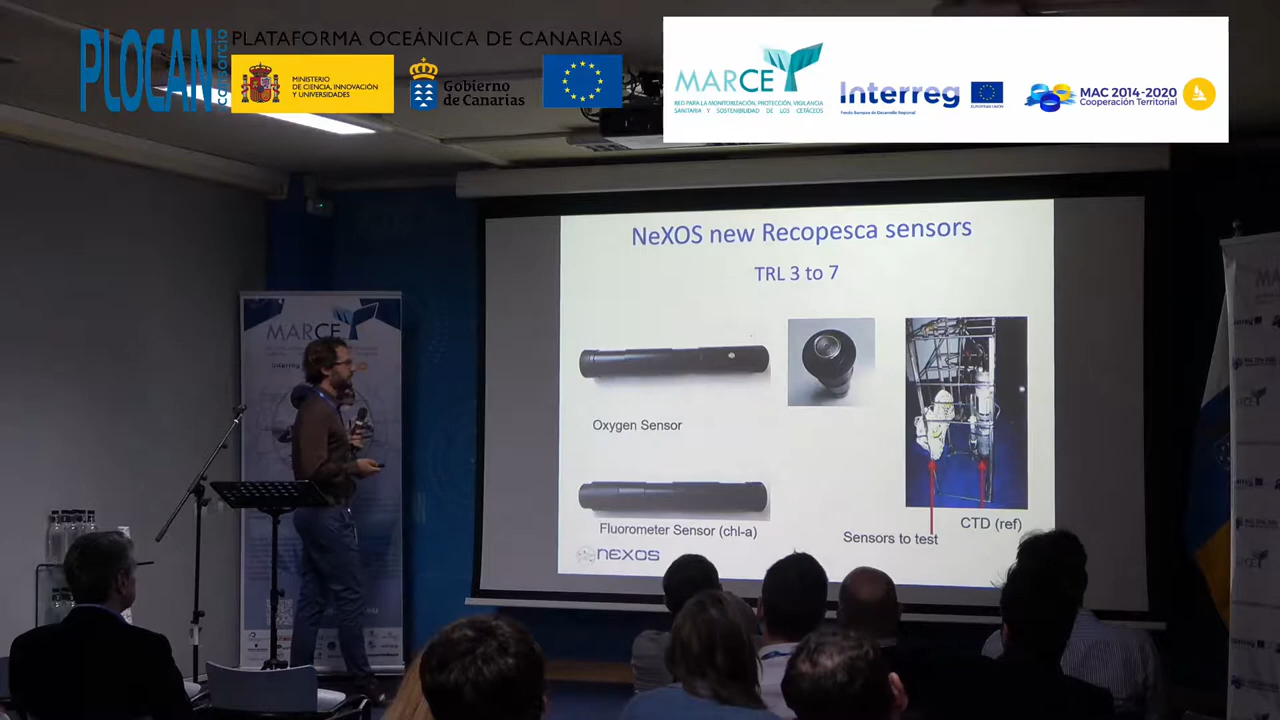 PLOCAN
consorcio
PLATAFORMA OCEÁNICA DE CANARIAS
MINISTERIO
DE CIENCIA, INNOVACIÓN
Y UNIVERSIDADES
Gobierno
de Canarias
MARCET
RED PARA LA MONITORIZACIÓN, PROTECCIÓN, VIGILANCIA
SANITARIA Y SOSTENIBILIDAD DE LOS CETÁCEOS
Interreg
Fondo Europeo de Desarrollo Regional
EUROPEAN UNION
MAC 2014-2020
Cooperación Territorial
NeXOS new Recopesca sensors
TRL 3 to 7
Oxygen Sensor
Fluorometer Sensor (chl-a)
Sensors to test
CTD (ref)
NEXOS
MARCET
Interreg